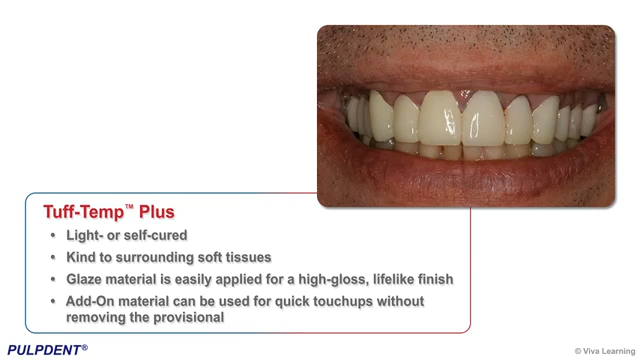 Tuff-Temp™ Plus
• Light- or self-cured
• Kind to surrounding soft tissues
• Glaze material is easily applied for a high-gloss, lifelike finish
• Add-On material can be used for quick touchups without
removing the provisional
PULPDENT®
© Viva Learning